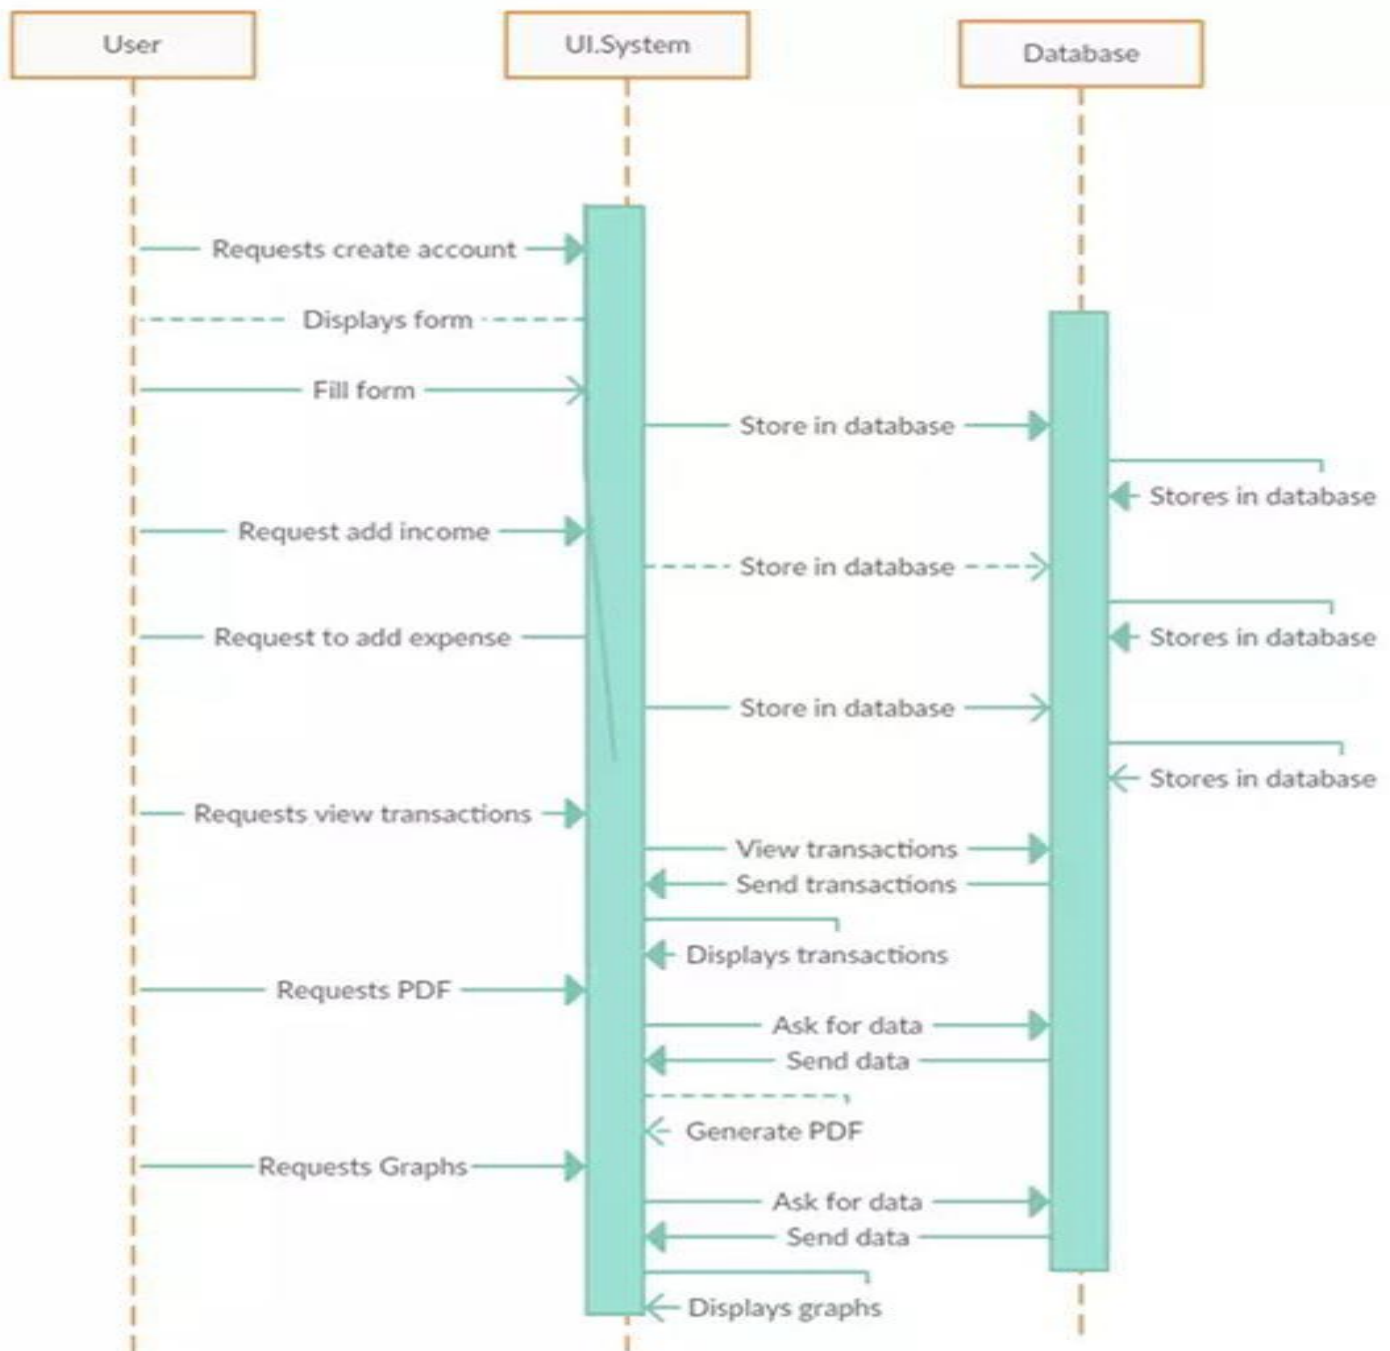 User
UI.System
Database
Requests create account
Displays form
Fill form
Store in database
Stores in database
Request add income
Store in database
Request to add expense
Stores in database
Store in database
Stores in database
Requests view transactions
View transactions
Send transactions
Displays transactions
Requests PDF
Ask for data
Send data
Generate PDF
Requests Graphs
Ask for data
Send data
Displays graphs